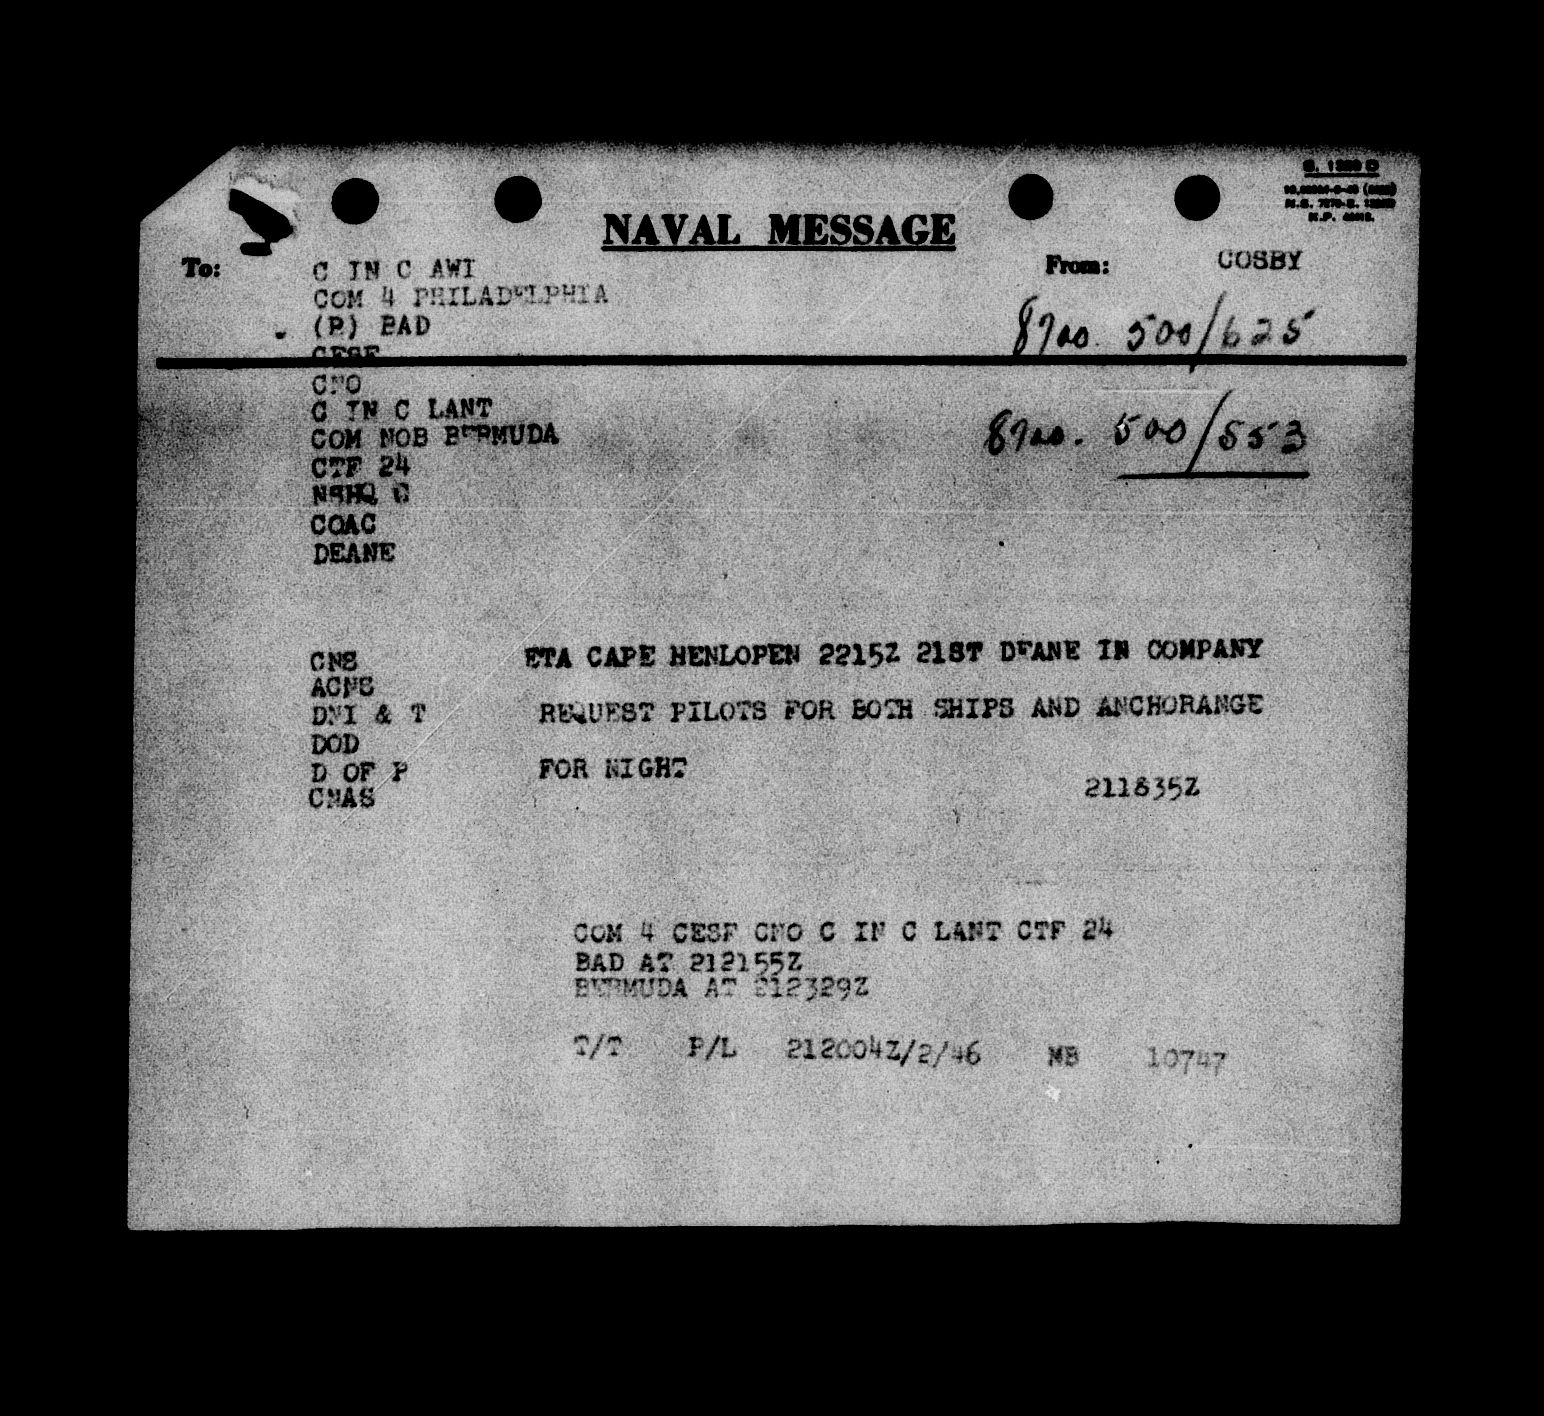 S. 1320 D
NAVAL MESSAGE
To:
From:
COSBY
C IN C AWI
COM 4 PHILADELPHIA
(R) BAD
CESF
CNO
C IN C LANT
COM NOB BERMUDA
CTF 24
NSHQ C
COAC
DEANE
8700. 500/625
8700. 500/553
CNS
ACNS
DNI & T
DOD
D OF P
CNAS
ETA CAPE HENLOPEN 2215Z 21ST DEANE IN COMPANY
REQUEST PILOTS FOR BOTH SHIPS AND ANCHORANGE
FOR NIGHT
211835Z
COM 4 CESF CNO C IN C LANT CTF 24
BAD AT 212155Z
BERMUDA AT 212329Z
T/T P/L 212004Z/2/46 MB 10747